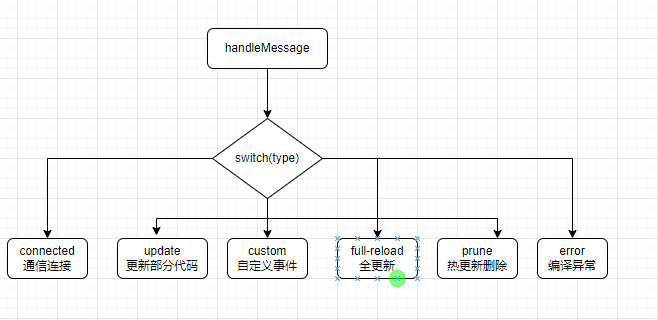 handleMessage
switch(type)
connected
通信连接
update
更新部分代码
custom
自定义事件
full-reload
全更新
prune
热更新删除
error
编译异常